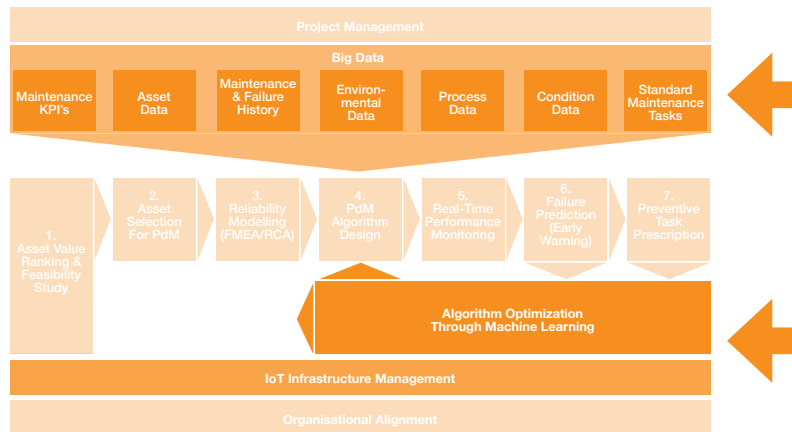 Project Management
Big Data
Maintenance
KPI's
Asset
Data
Maintenance
& Failure
History
Environ-
mental
Data
Process
Data
Condition
Data
Standard
Maintenance
Tasks
1.
Asset Value
Ranking &
Feasibility
Study
2.
Asset
Selection
For PdM
3.
Reliability
Modelling
(FMEA/RCA)
4.
PdM
Algorithm
Design
5.
Real-Time
Performance
Monitoring
6.
Failure
Prediction
(Early
Warning)
7.
Preventive
Task
Prescription
Algorithm Optimization
Through Machine Learning
IoT Infrastructure Management
Organisational Alignment